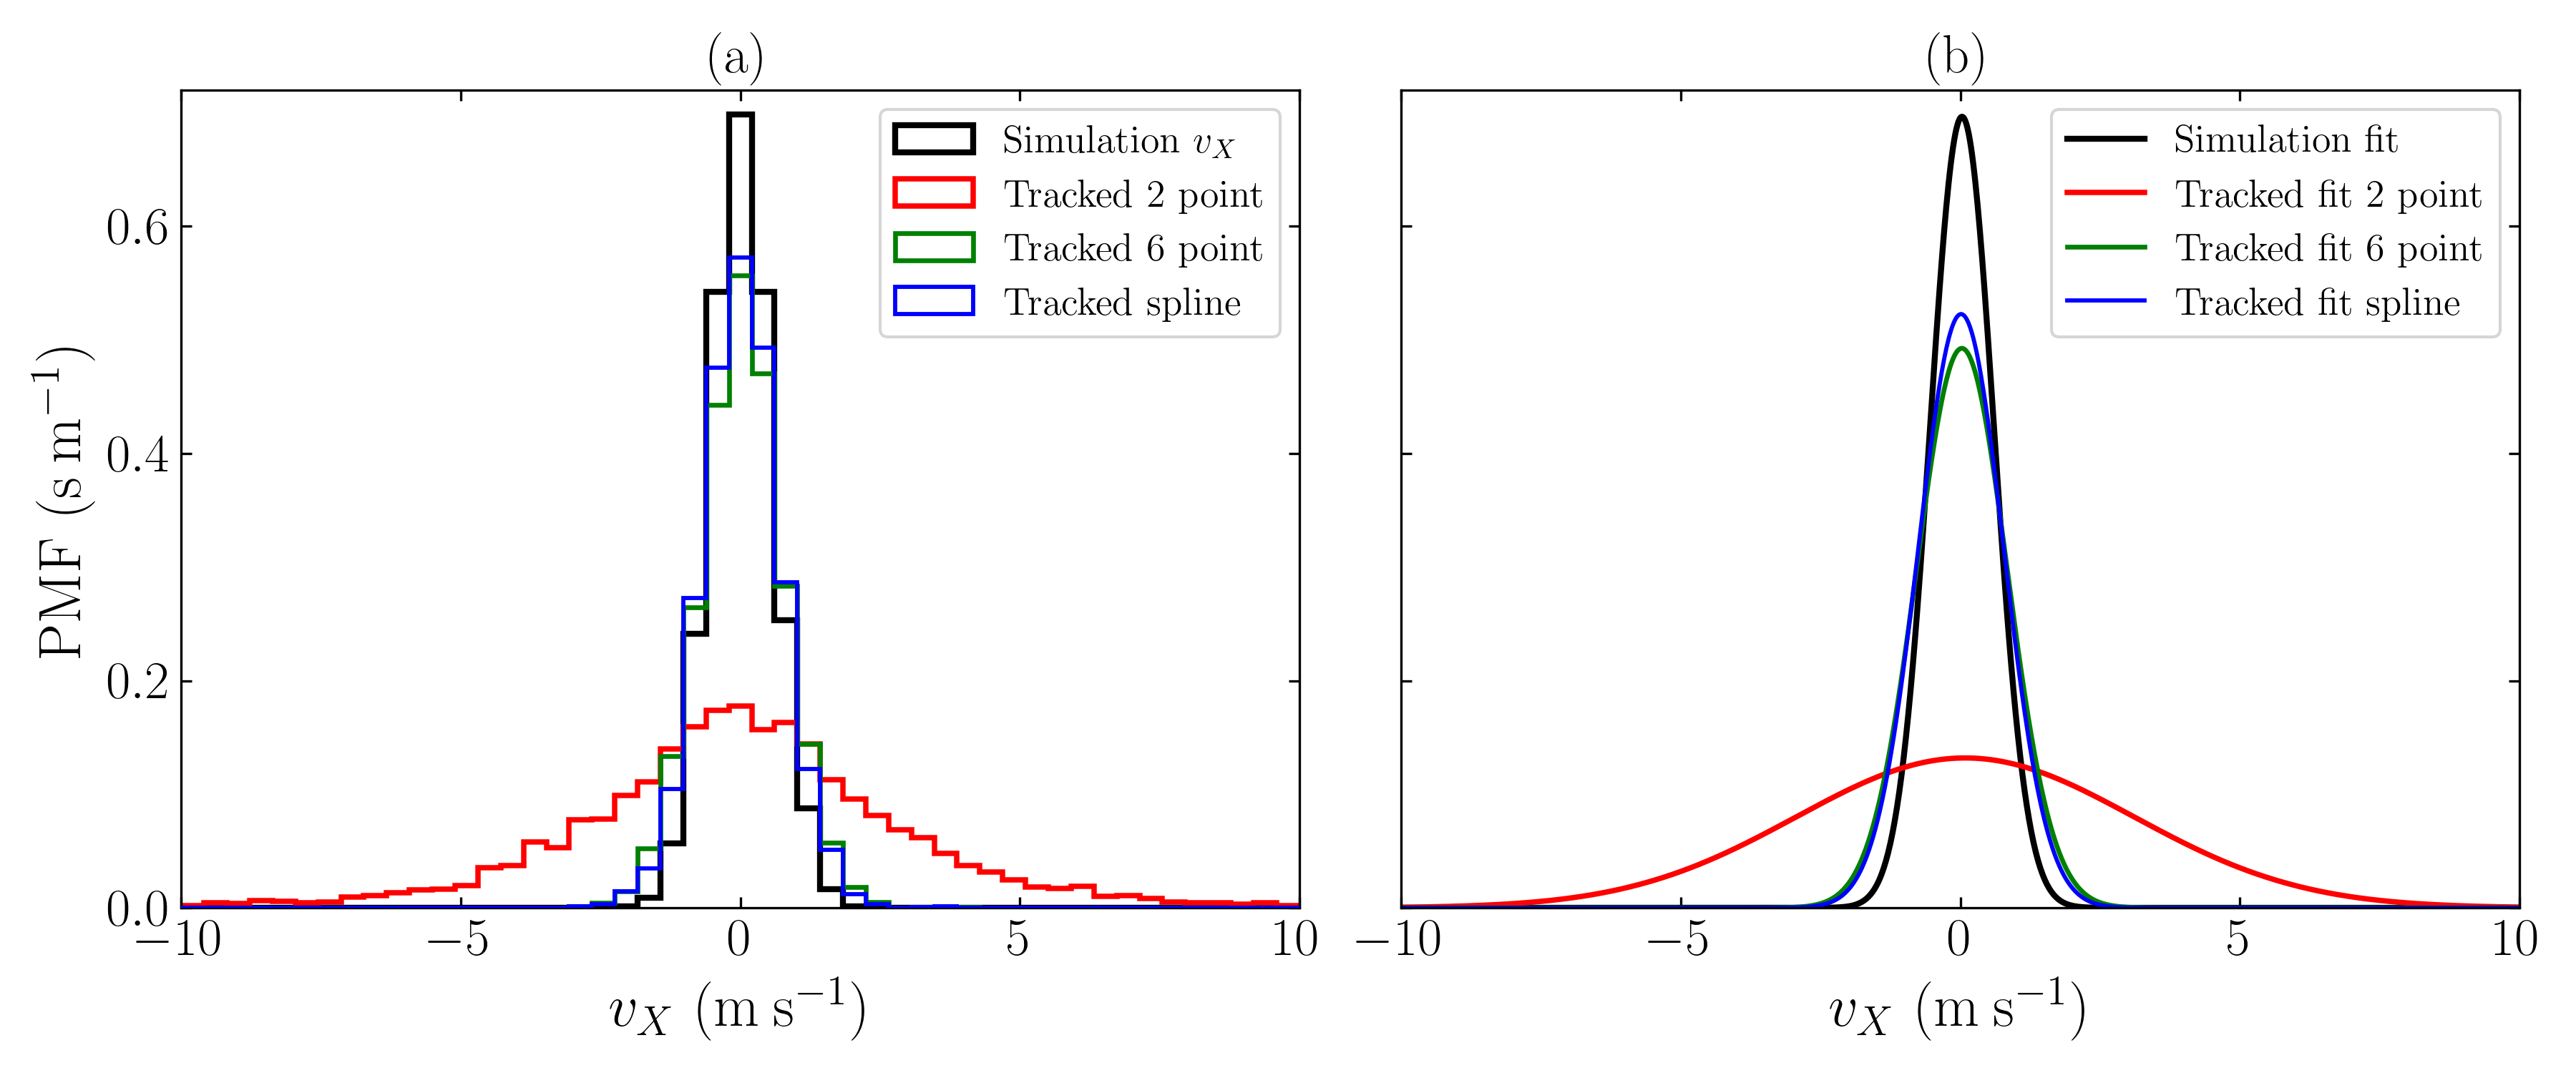 (a)
PMF (s m⁻¹)
0.6
0.4
0.2
0.0
−10
−5
0
5
10
v_X (m s⁻¹)
Simulation v_X
Tracked 2 point
Tracked 6 point
Tracked spline
(b)
−10
−5
0
5
10
v_X (m s⁻¹)
Simulation fit
Tracked fit 2 point
Tracked fit 6 point
Tracked fit spline